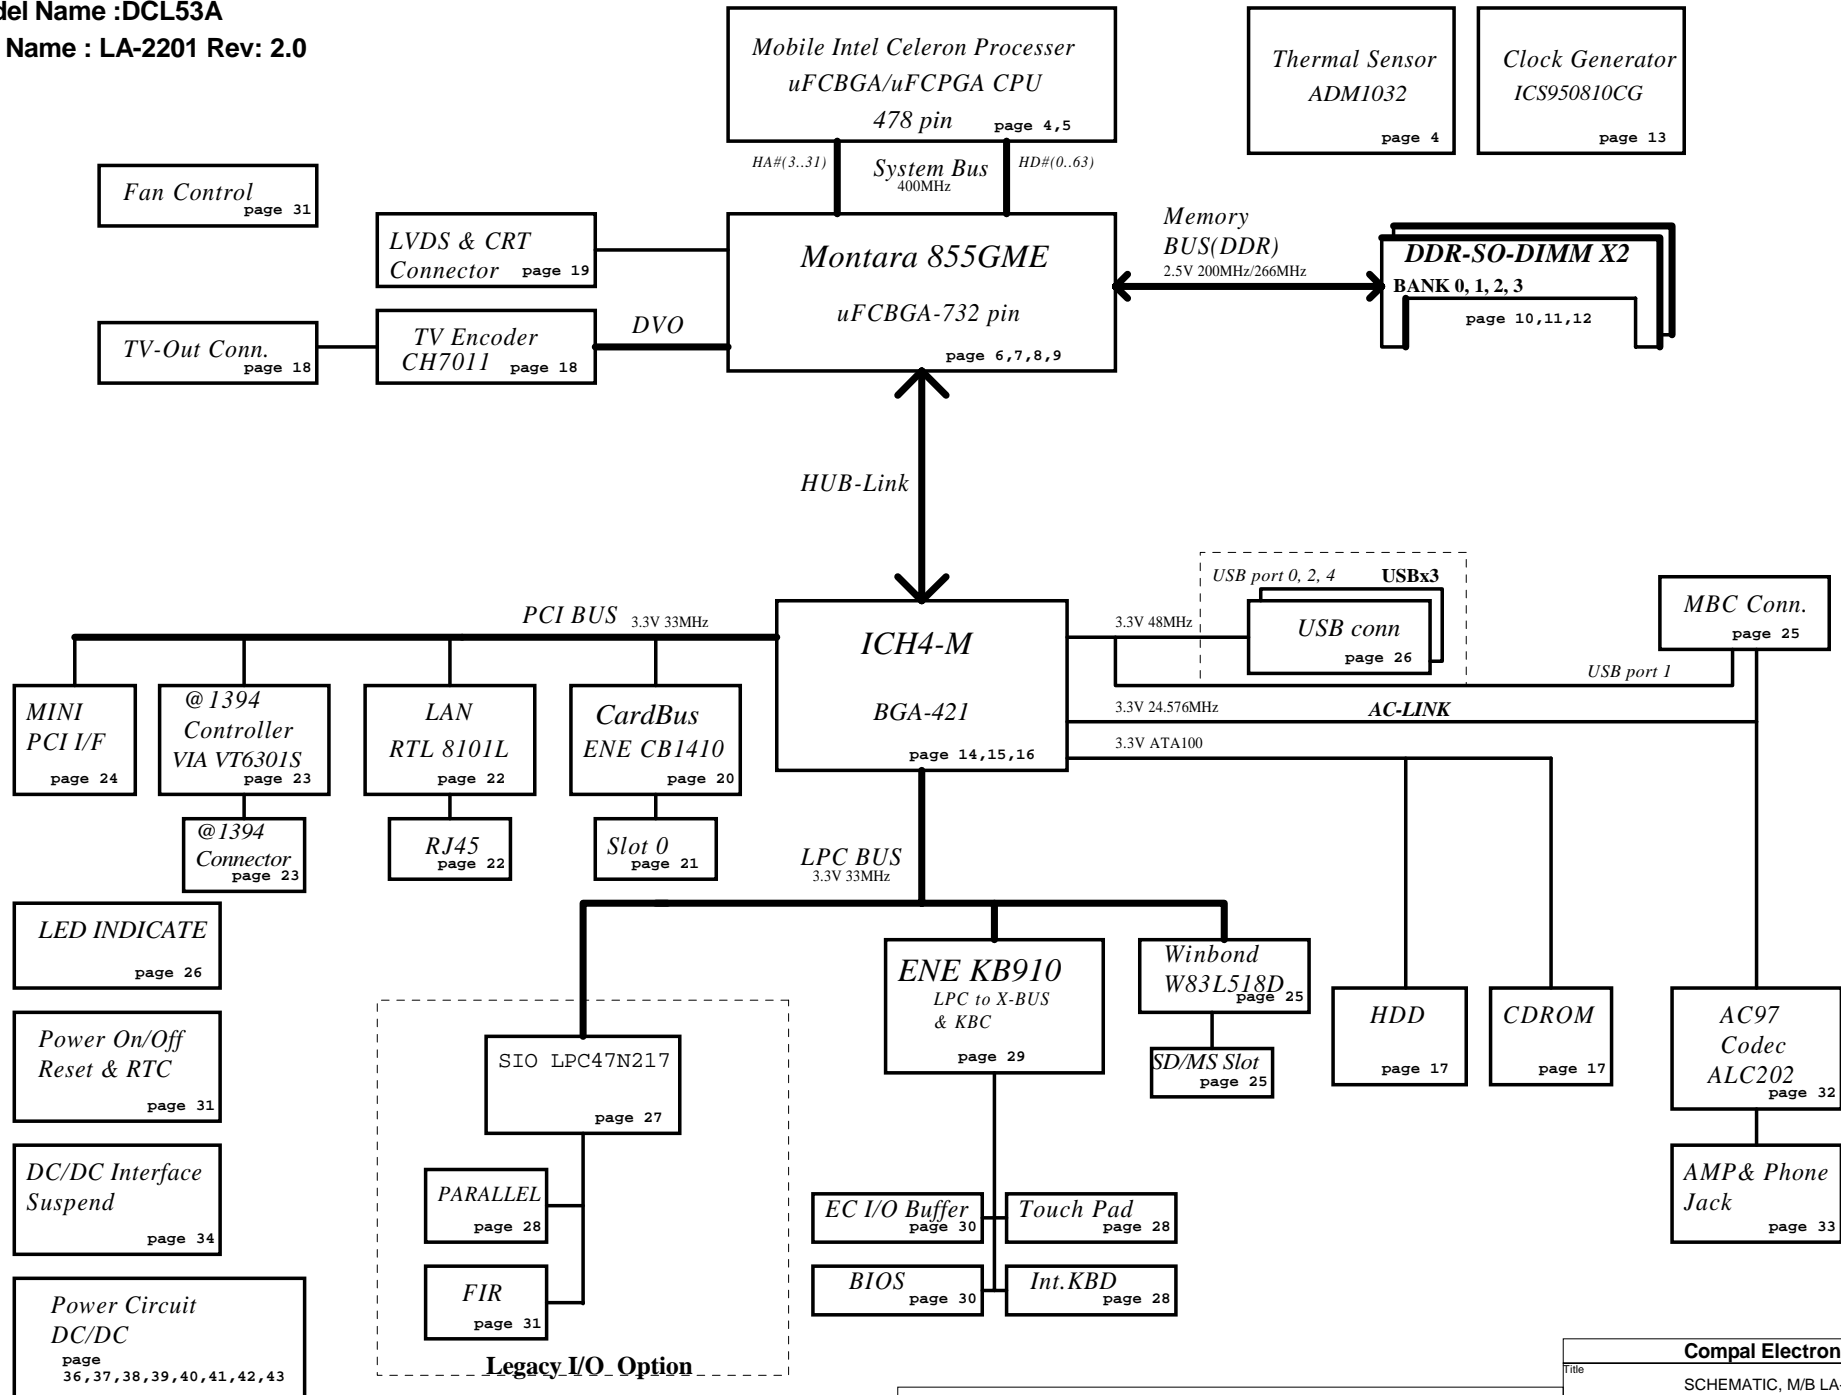 del Name :DCL53A
Name : LA-2201 Rev: 2.0
Mobile Intel Celeron Processer
uFCBGA/uFCPGA CPU
478 pin page 4,5
Thermal Sensor
ADM1032
page 4
Clock Generator
ICS950810CG
page 13
HA#(3..31)
System Bus
400MHz
HD#(0..63)
Fan Control
page 31
LVDS & CRT
Connector page 19
Montara 855GME
uFCBGA-732 pin
page 6,7,8,9
Memory
BUS(DDR)
2.5V 200MHz/266MHz
DDR-SO-DIMM X2
BANK 0, 1, 2, 3
page 10,11,12
TV-Out Conn.
page 18
TV Encoder
CH7011 page 18
DVO
HUB-Link
PCI BUS 3.3V 33MHz
ICH4-M
BGA-421
page 14,15,16
3.3V 48MHz
USB port 0, 2, 4 USBx3
USB conn
page 26
MBC Conn.
page 25
USB port 1
3.3V 24.576MHz
AC-LINK
3.3V ATA100
MINI
PCI I/F
page 24
@1394
Controller
VIA VT6301S
page 23
LAN
RTL 8101L
page 22
CardBus
ENE CB1410
page 20
@1394
Connector
page 23
RJ45
page 22
Slot 0
page 21
LPC BUS
3.3V 33MHz
LED INDICATE
page 26
Power On/Off
Reset & RTC
page 31
DC/DC Interface
Suspend
page 34
Power Circuit
DC/DC
page
36,37,38,39,40,41,42,43
SIO LPC47N217
page 27
PARALLEL
page 28
FIR
page 31
Legacy I/O Option
ENE KB910
LPC to X-BUS
& KBC
page 29
Winbond
W83L518D
page 25
SD/MS Slot
page 25
HDD
page 17
CDROM
page 17
AC97
Codec
ALC202
page 32
AMP& Phone
Jack
page 33
EC I/O Buffer
page 30
Touch Pad
page 28
BIOS
page 30
Int.KBD
page 28
Compal Electron
Title
SCHEMATIC, M/B LA-